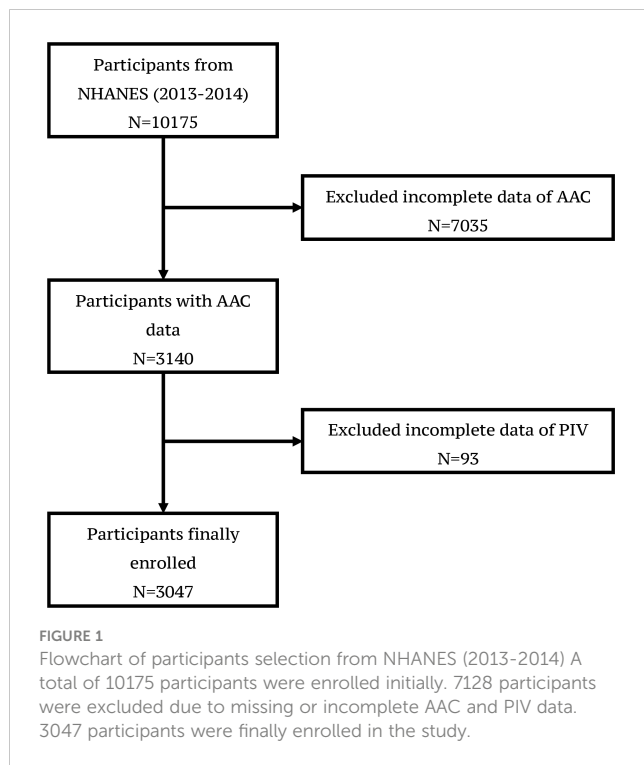 Participants from
NHANES (2013-2014)
N=10175
Excluded incomplete data of AAC
N=7035
Participants with AAC
data
N=3140
Excluded incomplete data of PIV
N=93
Participants finally
enrolled
N=3047
FIGURE 1
Flowchart of participants selection from NHANES (2013-2014) A
total of 10175 participants were enrolled initially. 7128 participants
were excluded due to missing or incomplete AAC and PIV data.
3047 participants were finally enrolled in the study.